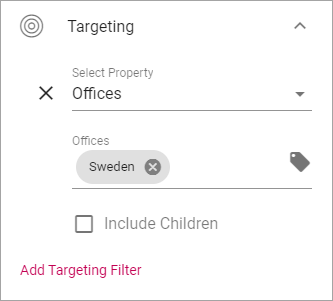 Targeting
Select Property
Offices
Offices
Sweden
Include Children
Add Targeting Filter